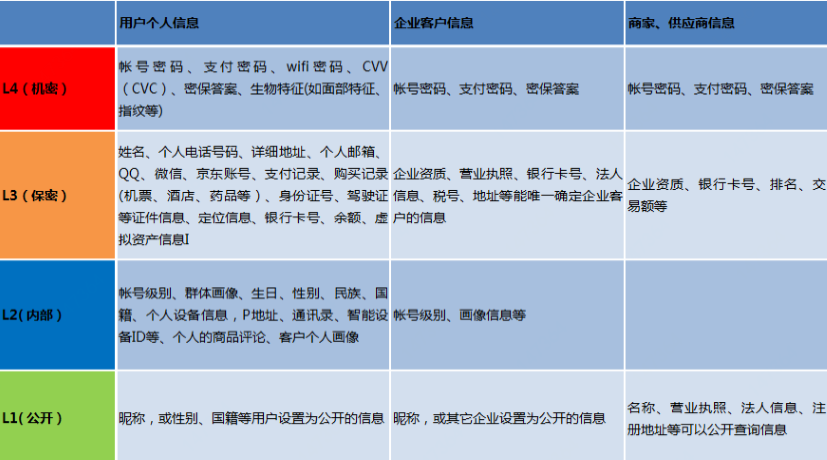 用户个人信息
企业客户信息
商家、供应商信息
L4（机密）
帐号密码、支付密码、wifi密码、CVV
（CVC）、密保答案、生物特征(如面部特征、
指纹等)
帐号密码、支付密码、密保答案
帐号密码、支付密码、密保答案
L3（保密）
姓名、个人电话号码、详细地址、个人邮箱、
QQ、微信、京东账号、支付记录、购买记录
(机票、酒店、药品等）、身份证号、驾驶证
等证件信息、定位信息、银行卡号、余额、虚
拟资产信息I
企业资质、营业执照、银行卡号、法人
信息、税号、地址等能唯一确定企业客
户的信息
企业资质、银行卡号、排名、交
易额等
L2(内部）
帐号级别、群体画像、生日、性别、民族、国
籍、个人设备信息，P地址、通讯录、智能设
备ID等、个人的商品评论、客户个人画像
帐号级别、画像信息等
L1(公开）
昵称，或性别、国籍等用户设置为公开的信息
昵称，或其它企业设置为公开的信息
名称、营业执照、法人信息、注
册地址等可以公开查询信息